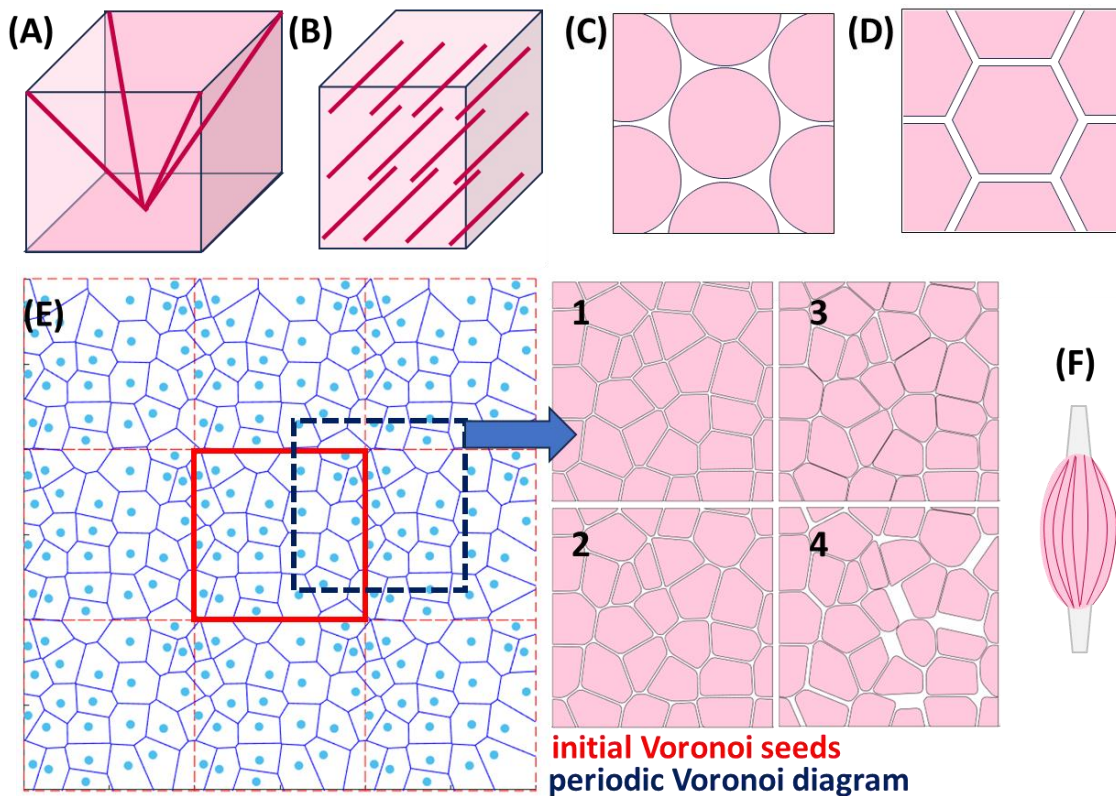 (A)
(B)
(C)
(D)
(E)
1
3
2
4
(F)
initial Voronoi seeds
periodic Voronoi diagram